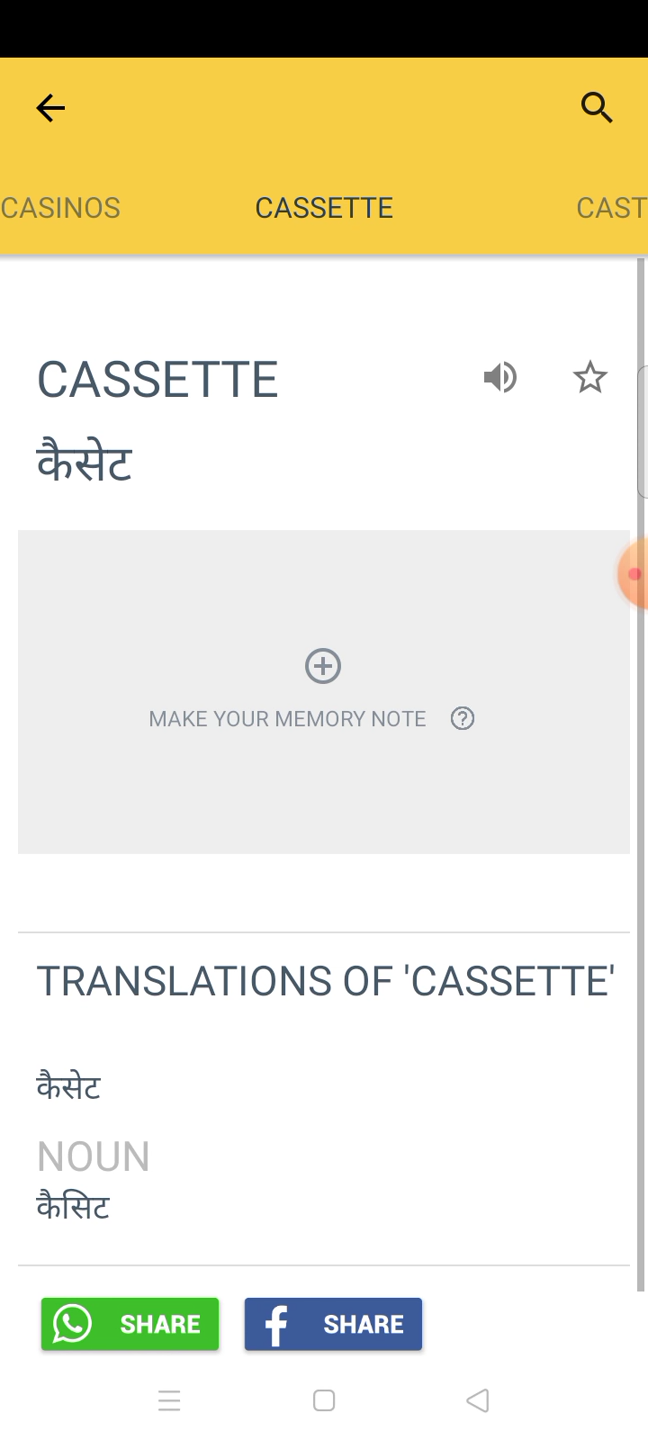 CASINOS CASSETTE CAST
CASSETTE
कैसेट
MAKE YOUR MEMORY NOTE ?
TRANSLATIONS OF 'CASSETTE'
कैसेट
NOUN
कैसिट
SHARE f SHARE